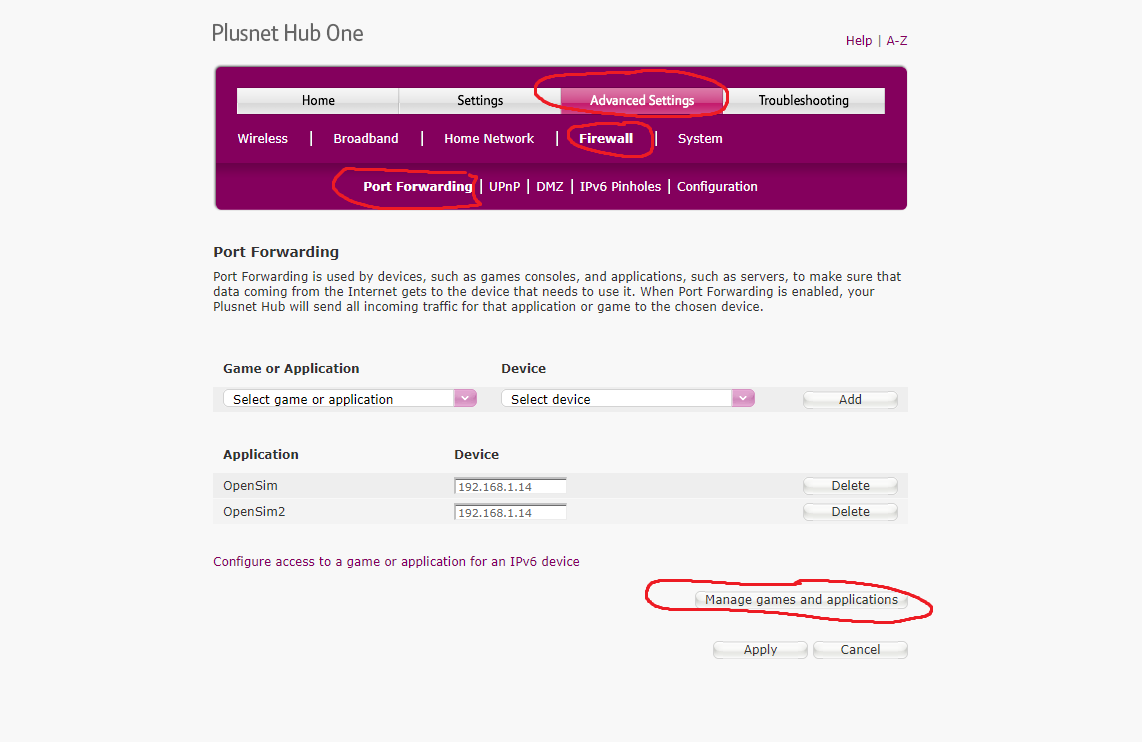 Plusnet Hub One
Help | A-Z
Home Settings Advanced Settings Troubleshooting
Wireless | Broadband | Home Network | Firewall | System
Port Forwarding | UPnP | DMZ | IPv6 Pinholes | Configuration
Port Forwarding
Port Forwarding is used by devices, such as games consoles, and applications, such as servers, to make sure that
data coming from the Internet gets to the device that needs to use it. When Port Forwarding is enabled, your
Plusnet Hub will send all incoming traffic for that application or game to the chosen device.
Game or Application Device
Select game or application Select device Add
Application Device
OpenSim 192.168.1.14 Delete
OpenSim2 192.168.1.14 Delete
Configure access to a game or application for an IPv6 device
Manage games and applications
Apply Cancel